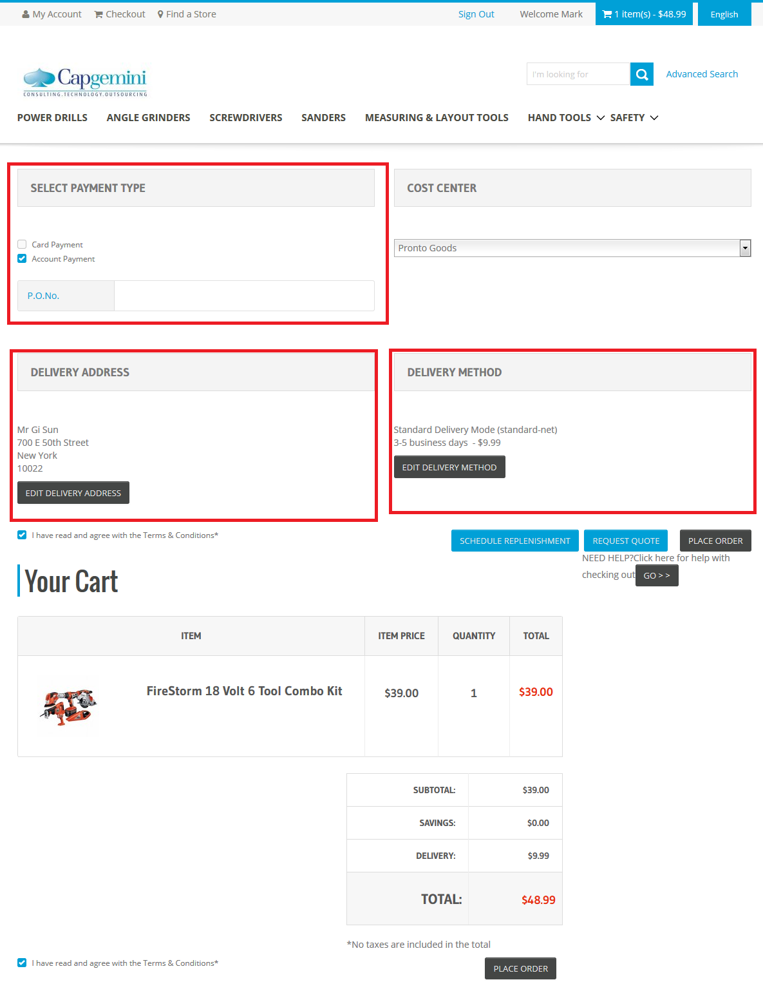 My Account Checkout Find a Store Sign Out Welcome Mark 1 item(s) - $48.99 English
Capgemini
CONSULTING.TECHNOLOGY.OUTSOURCING
I'm looking for Advanced Search
POWER DRILLS ANGLE GRINDERS SCREWDRIVERS SANDERS MEASURING & LAYOUT TOOLS HAND TOOLS SAFETY
SELECT PAYMENT TYPE
Card Payment
Account Payment
P.O.No.
COST CENTER
Pronto Goods
DELIVERY ADDRESS
Mr Gi Sun
700 E 50th Street
New York
10022
EDIT DELIVERY ADDRESS
DELIVERY METHOD
Standard Delivery Mode (standard-net)
3-5 business days - $9.99
EDIT DELIVERY METHOD
I have read and agree with the Terms & Conditions*
SCHEDULE REPLENISHMENT REQUEST QUOTE PLACE ORDER
NEED HELP?Click here for help with
checking out GO > >
Your Cart
ITEM ITEM PRICE QUANTITY TOTAL
FireStorm 18 Volt 6 Tool Combo Kit $39.00 1 $39.00
SUBTOTAL: $39.00
SAVINGS: $0.00
DELIVERY: $9.99
TOTAL: $48.99
*No taxes are included in the total
I have read and agree with the Terms & Conditions*
PLACE ORDER